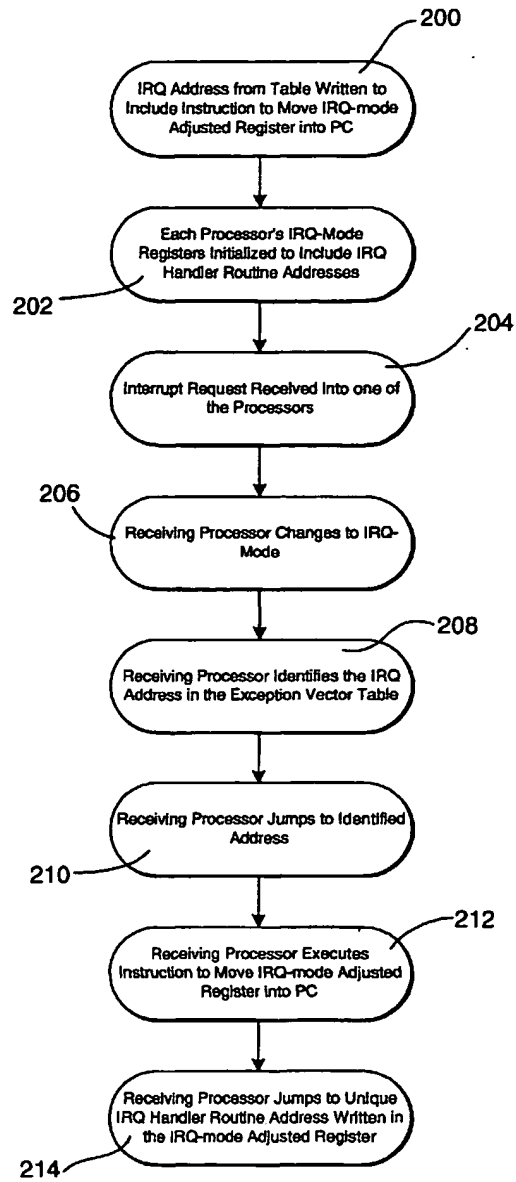 200
IRQ Address from Table Written to
Include Instruction to Move IRQ-mode
Adjusted Register into PC
Each Processor's IRQ-Mode
Registers Initialized to Include IRQ
Handler Routine Addresses
202
204
Interrupt Request Received Into one of
the Processors
206
Receiving Processor Changes to IRQ-
Mode
208
Receiving Processor Identifies the IRQ
Address in the Exception Vector Table
Receiving Processor Jumps to Identified
Address
210
212
Receiving Processor Executes
Instruction to Move IRQ-mode Adjusted
Register into PC
Receiving Processor Jumps to Unique
IRQ Handler Routine Address Written in
the IRQ-mode Adjusted Register
214